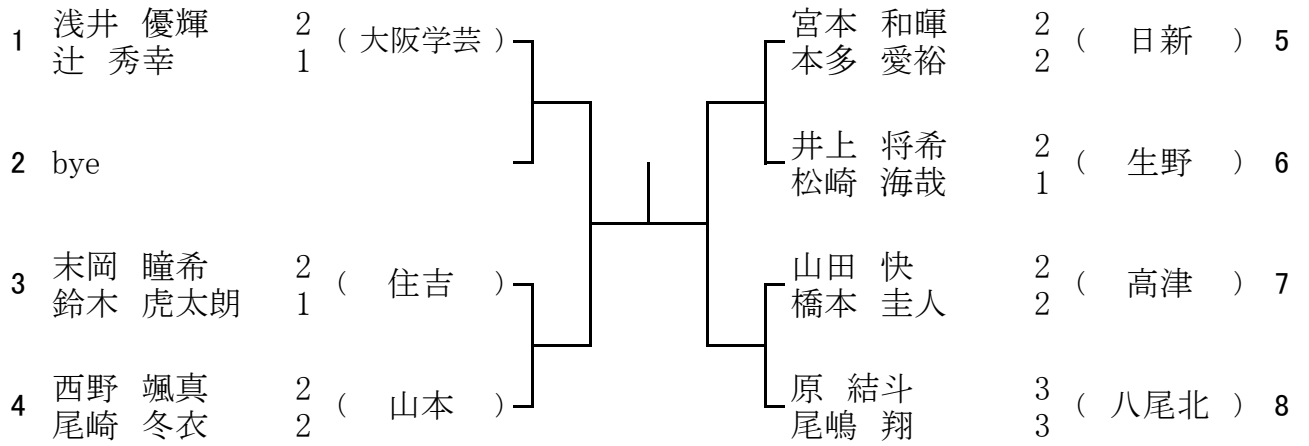 1 浅井 優輝 2 (大阪学芸)
辻 秀幸 1
2 bye
3 末岡 瞳希 2 ( 住吉 )
鈴木 虎太朗 1
4 西野 颯真 2 ( 山本 )
尾崎 冬衣 2
宮本 和暉 2 ( 日新 ) 5
本多 愛裕 2
井上 将希 2 ( 生野 ) 6
松崎 海哉 1
山田 快 2 ( 高津 ) 7
橋本 圭人 2
原 結斗 3 ( 八尾北 ) 8
尾嶋 翔 3